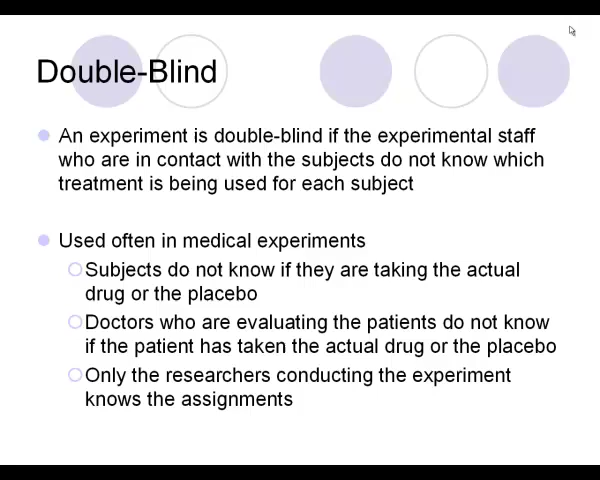 Double-Blind
An experiment is double-blind if the experimental staff
who are in contact with the subjects do not know which
treatment is being used for each subject
Used often in medical experiments
Subjects do not know if they are taking the actual
drug or the placebo
Doctors who are evaluating the patients do not know
if the patient has taken the actual drug or the placebo
Only the researchers conducting the experiment
knows the assignments